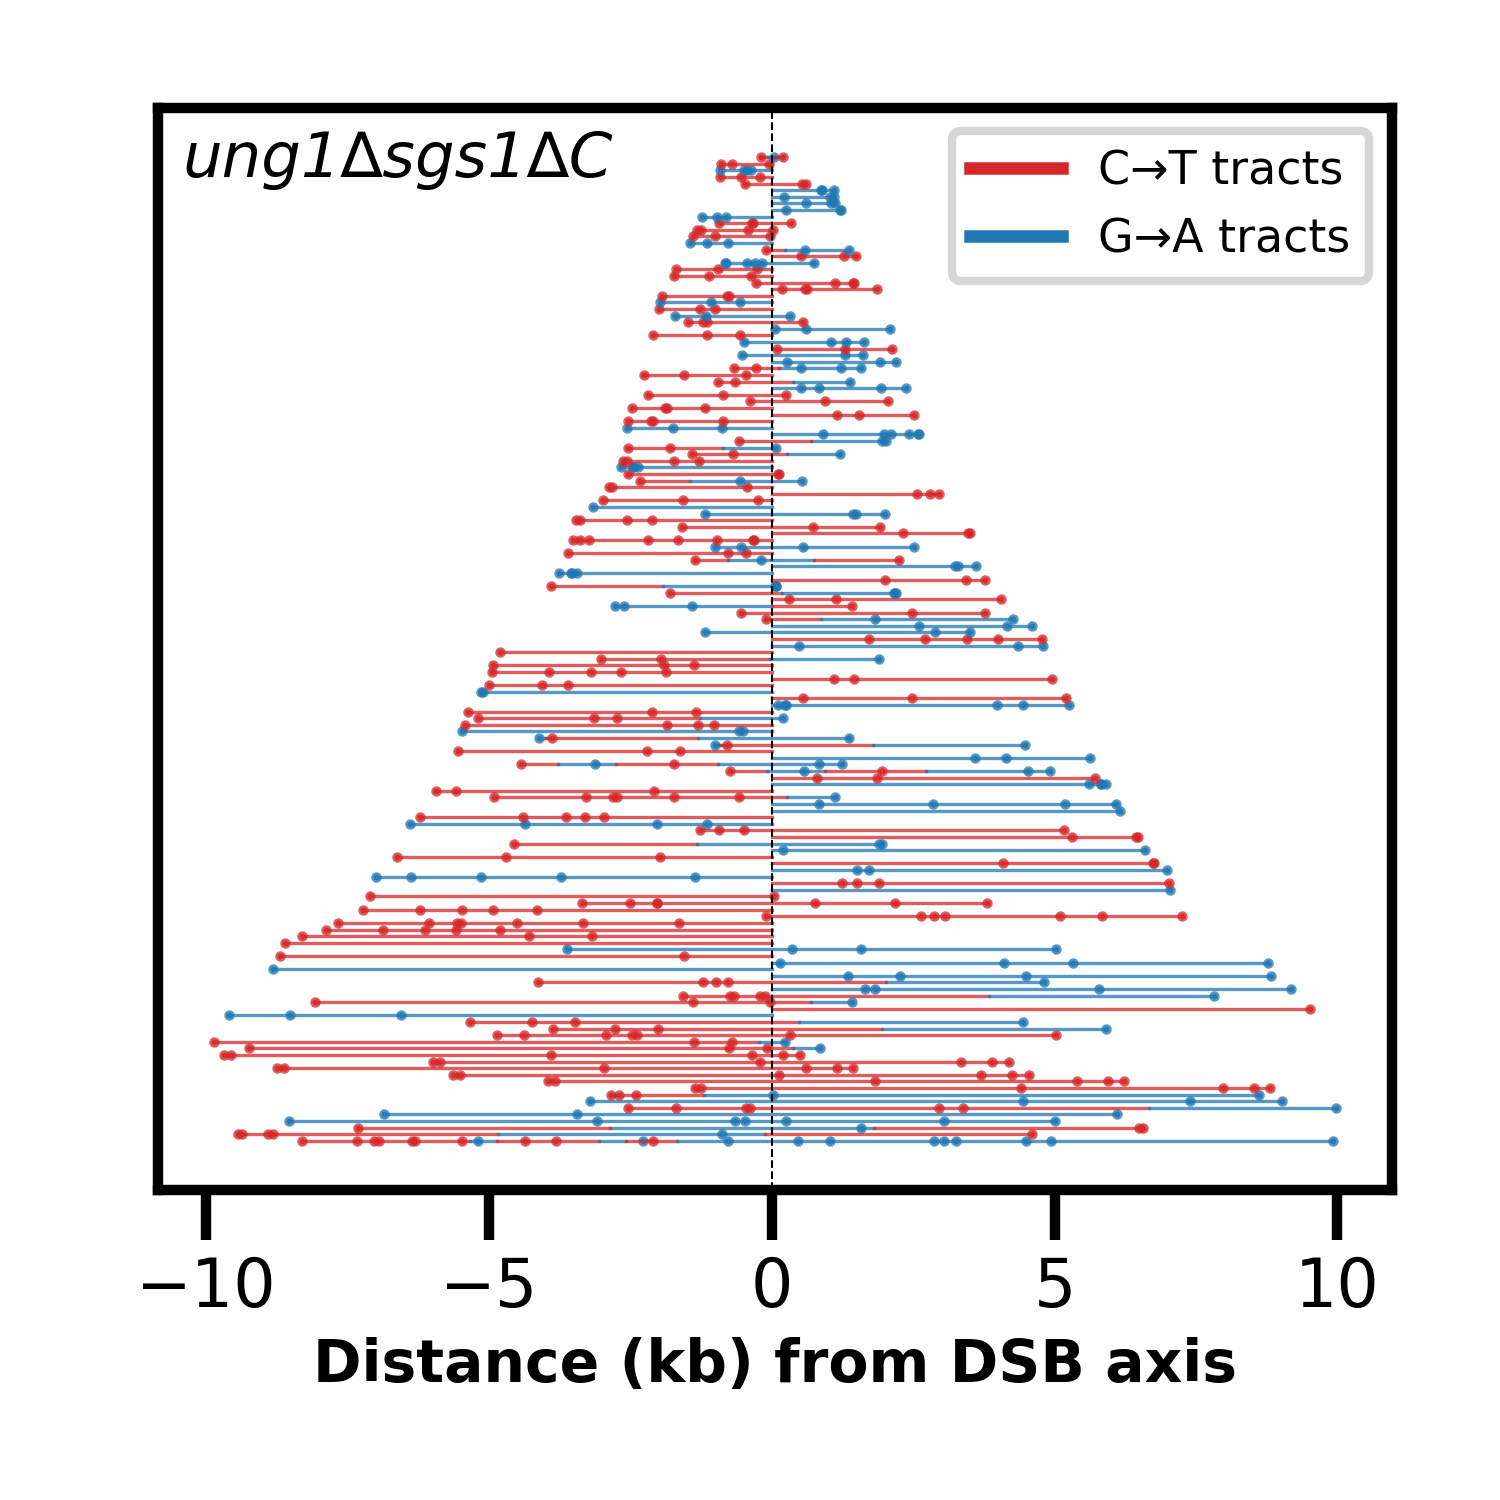 ung1Δsgs1ΔC
C→T tracts
G→A tracts
−10 −5 0 5 10
Distance (kb) from DSB axis